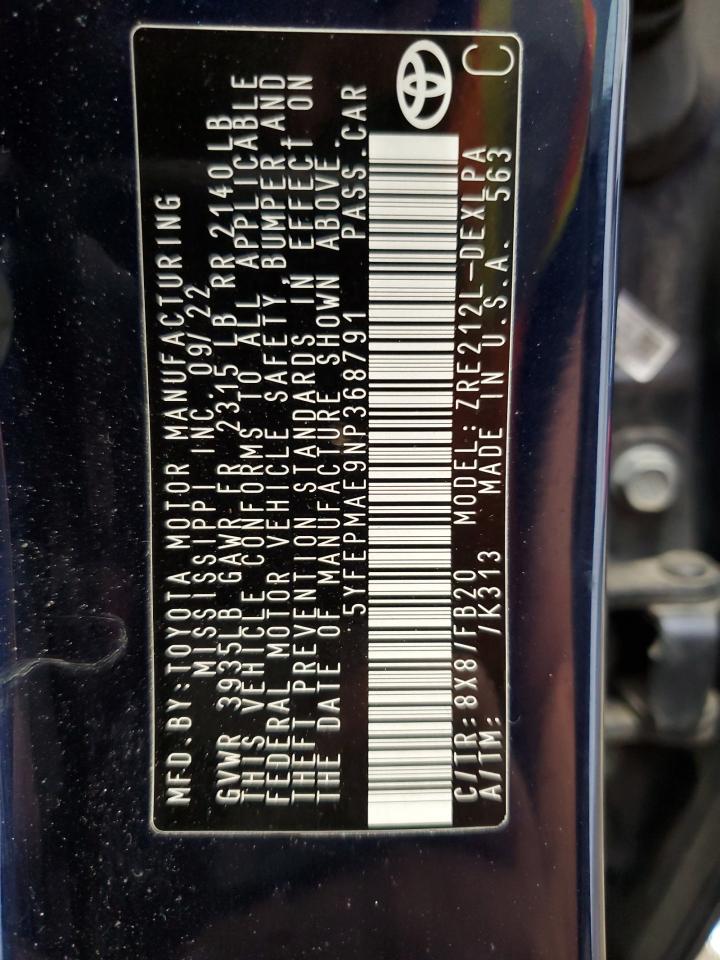 MFD.BY:TOYOTA MOTOR MANUFACTURING
MISSISSIPPI INC 09/22
GVWR 3935LB GAWR FR 2315 LB RR 2140LB
THIS VEHICLE CONFORMS TO ALL APPLICABLE
FEDERAL MOTOR VEHICLE SAFETY,BUMPER AND
THEFT PREVENTION STANDARDS IN EFFECT ON
THE DATE OF MANUFACTURE SHOWN ABOVE.
5YFEPMAE9NP368791 PASS.CAR
C/TR:8X8/FB20 MODEL:ZRE212L-DEXLPA
A/TM: /K313 MADE IN U.S.A. 563
C